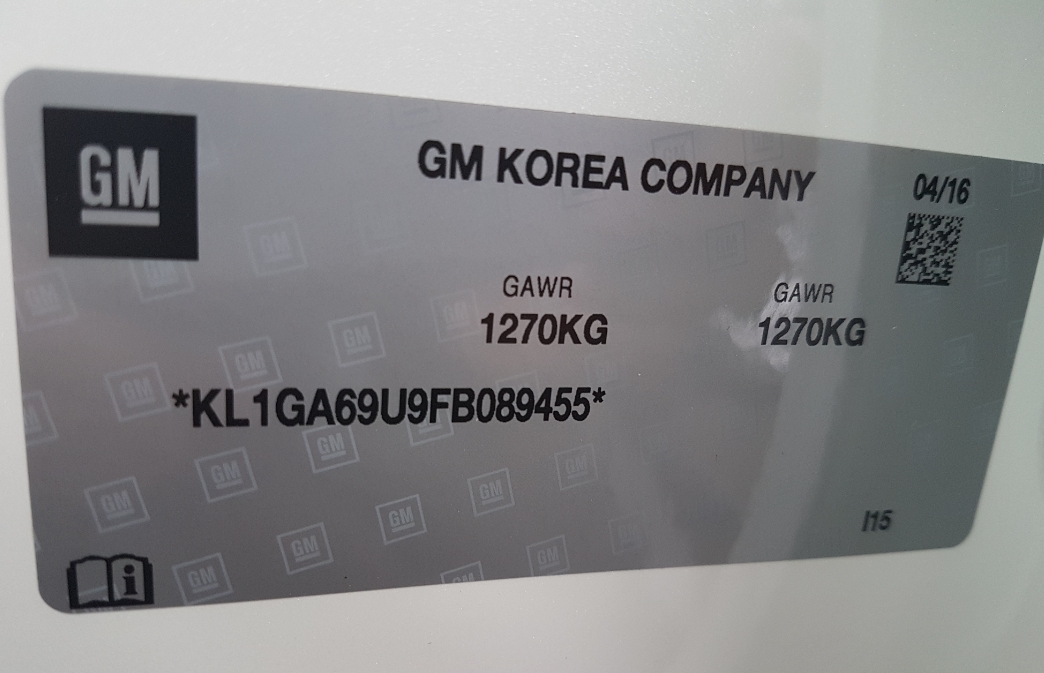 GM
GM KOREA COMPANY
04/16
GAWR
1270KG
GAWR
1270KG
*KL1GA69U9FB089455*
I15